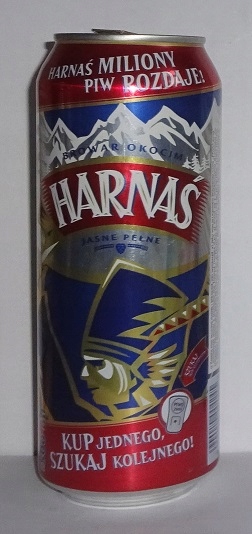 HARNAŚ MILIONY
PIW ROZDAJE!
BROWAR OKOCIM
HARNAŚ
JASNE PEŁNE
KUP JEDNEGO,
SZUKAJ KOLEJNEGO!